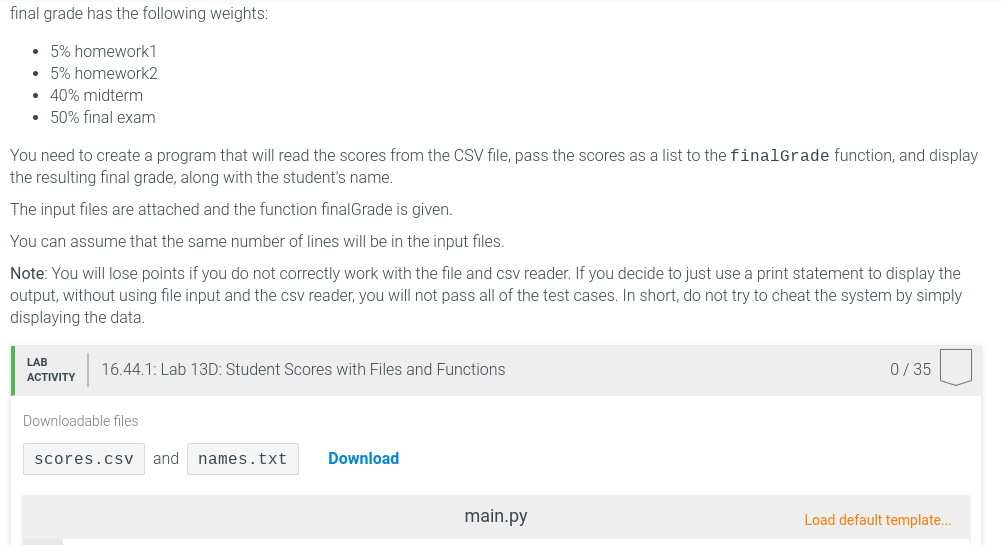 final grade has the following weights:
• 5% homework1
• 5% homework2
• 40% midterm
• 50% final exam
You need to create a program that will read the scores from the CSV file, pass the scores as a list to the finalGrade function, and display
the resulting final grade, along with the student's name.
The input files are attached and the function finalGrade is given.
You can assume that the same number of lines will be in the input files.
Note: You will lose points if you do not correctly work with the file and csv reader. If you decide to just use a print statement to display the
output, without using file input and the csv reader, you will not pass all of the test cases. In short, do not try to cheat the system by simply
displaying the data.
LAB
ACTIVITY
16.44.1: Lab 13D: Student Scores with Files and Functions
0 / 35
Downloadable files
scores.csv and names.txt Download
main.py
Load default template...